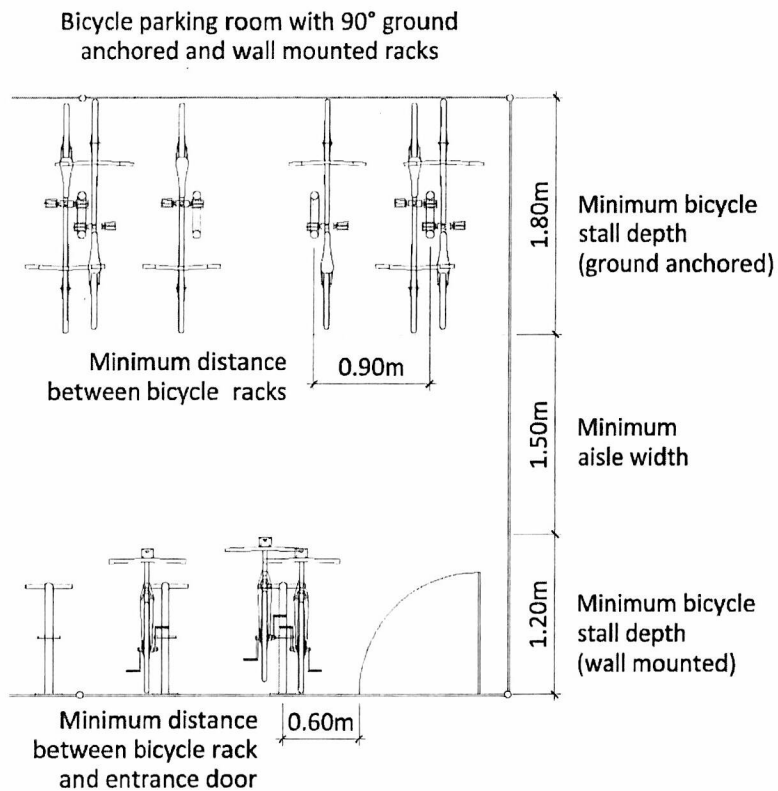 Bicycle parking room with 90° ground
anchored and wall mounted racks
1.80m
Minimum bicycle
stall depth
(ground anchored)
Minimum distance
between bicycle racks
0.90m
1.50m
Minimum
aisle width
1.20m
Minimum bicycle
stall depth
(wall mounted)
Minimum distance
between bicycle rack
and entrance door
0.60m